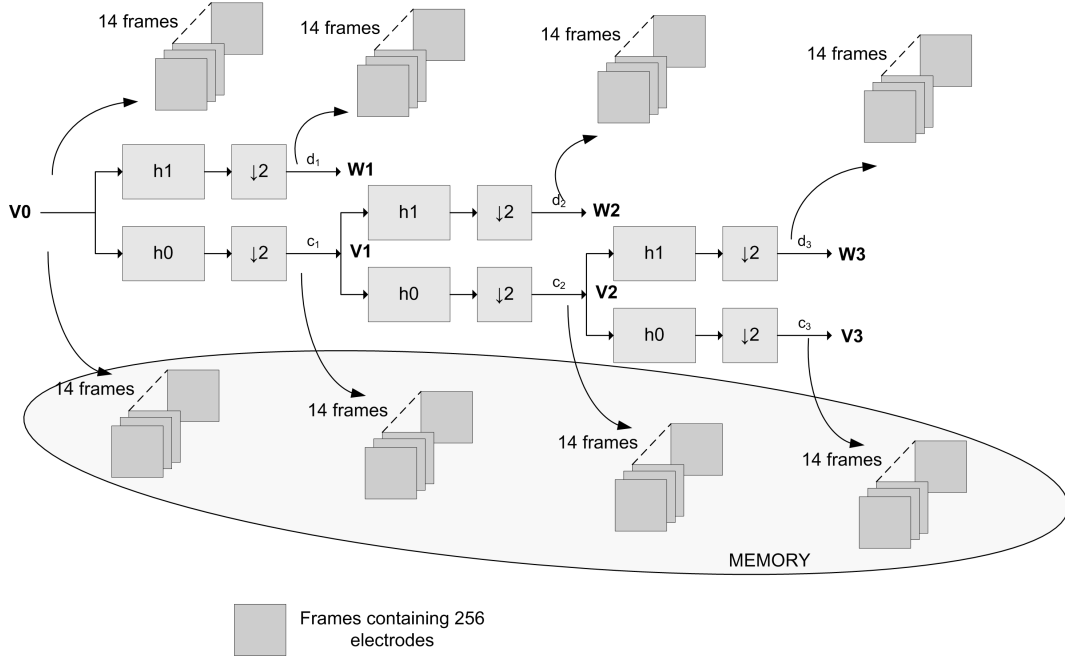 14 frames
14 frames
14 frames
14 frames
h1
↓2
d1
W1
V0
h1
↓2
d2
W2
h0
↓2
c1
V1
h1
↓2
d3
W3
h0
↓2
c2
V2
h0
↓2
c3
V3
14 frames
14 frames
14 frames
14 frames
MEMORY
Frames containing 256
electrodes